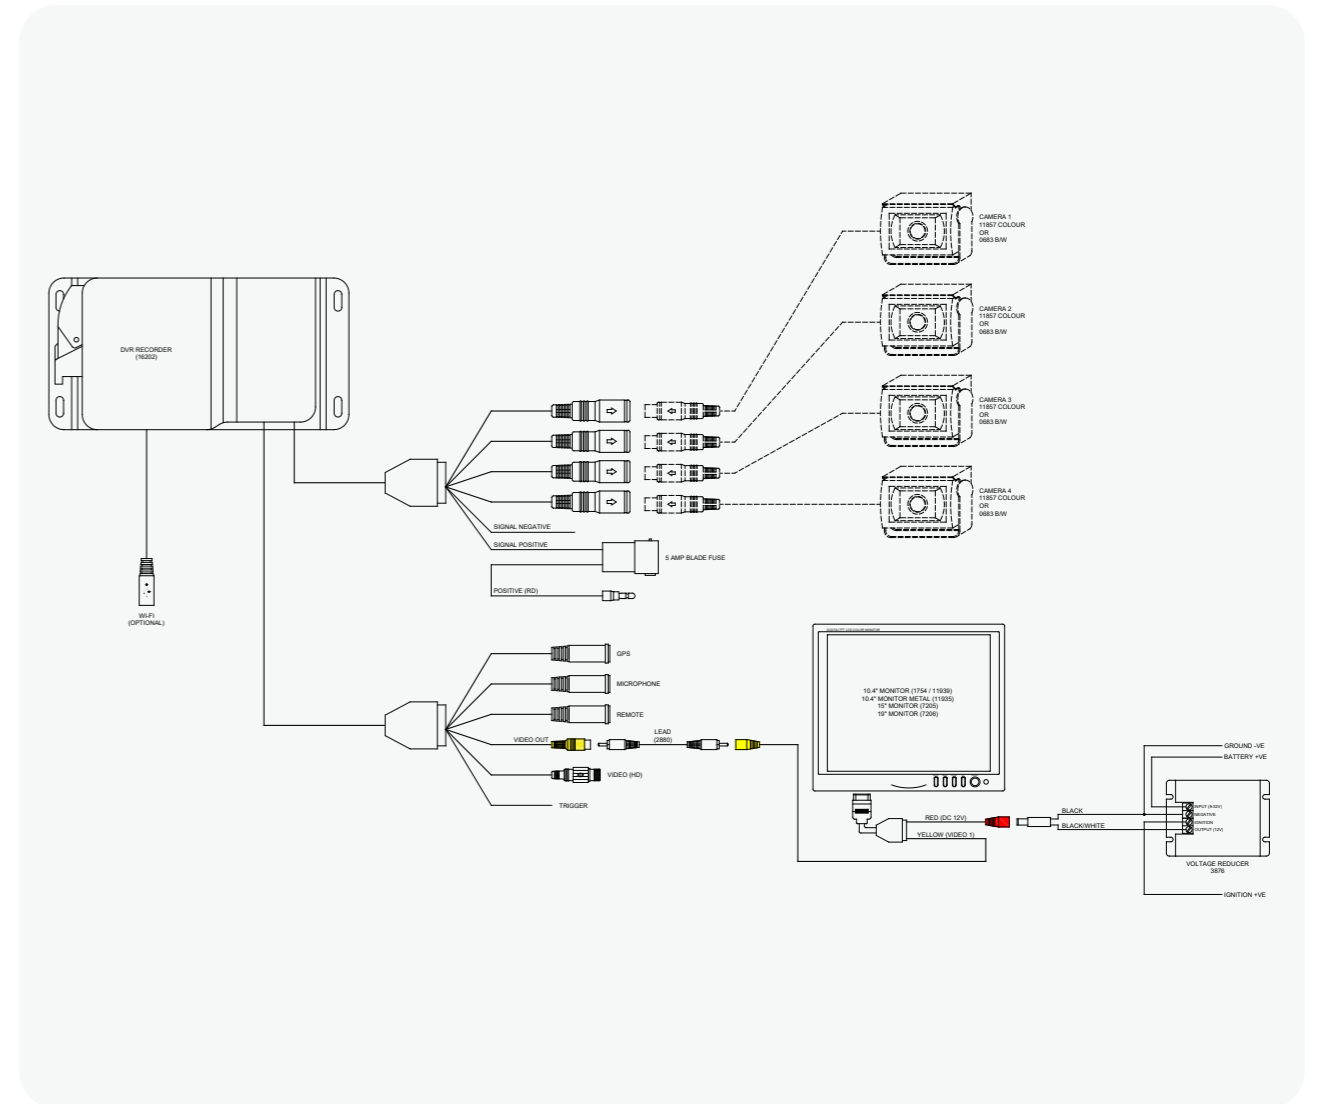 CAMERA 1
11857 COLOUR
OR
0683 B/W
CAMERA 2
11857 COLOUR
OR
0683 B/W
DVR RECORDER
(16202)
CAMERA 3
11857 COLOUR
OR
0683 B/W
CAMERA 4
11857 COLOUR
OR
0683 B/W
SIGNAL NEGATIVE
SIGNAL POSITIVE
5 AMP BLADE FUSE
POSITIVE (RD)
WI-FI
(OPTIONAL)
GPS
MICROPHONE
REMOTE
VIDEO OUT
LEAD
(2880)
VIDEO (HD)
TRIGGER
10.4" MONITOR (1754 / 11939)
10.4" MONITOR METAL (11935)
15" MONITOR (7205)
19" MONITOR (7206)
GROUND -VE
BATTERY +VE
RED (DC 12V)
YELLOW (VIDEO 1)
BLACK
BLACK/WHITE
INPUT (9-32V)
NEGATIVE
IGNITION
OUTPUT (12V)
VOLTAGE REDUCER
3876
IGNITION +VE